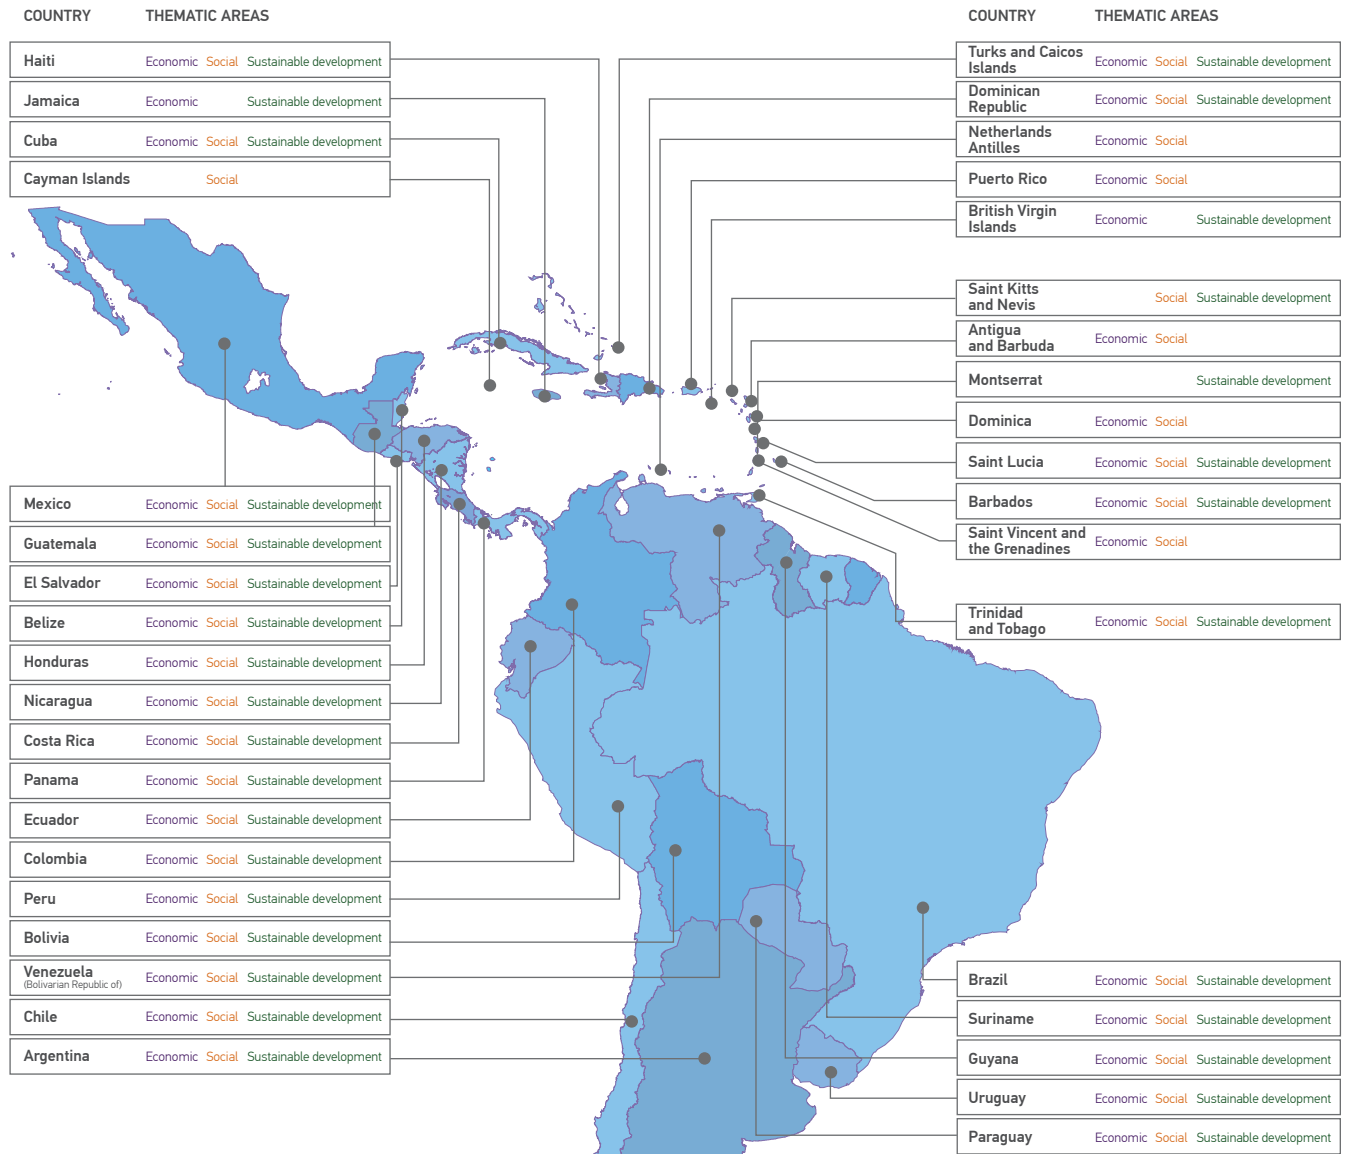 COUNTRY THEMATIC AREAS
Haiti Economic Social Sustainable development
Jamaica Economic Sustainable development
Cuba Economic Social Sustainable development
Cayman Islands Social
Mexico Economic Social Sustainable development
Guatemala Economic Social Sustainable development
El Salvador Economic Social Sustainable development
Belize Economic Social Sustainable development
Honduras Economic Social Sustainable development
Nicaragua Economic Social Sustainable development
Costa Rica Economic Social Sustainable development
Panama Economic Social Sustainable development
Ecuador Economic Social Sustainable development
Colombia Economic Social Sustainable development
Peru Economic Social Sustainable development
Bolivia Economic Social Sustainable development
Venezuela Economic Social Sustainable development
(Bolivarian Republic of)
Chile Economic Social Sustainable development
Argentina Economic Social Sustainable development
COUNTRY THEMATIC AREAS
Turks and Caicos
Islands Economic Social Sustainable development
Dominican
Republic Economic Social Sustainable development
Netherlands
Antilles Economic Social
Puerto Rico Economic Social
British Virgin
Islands Economic Sustainable development
Saint Kitts
and Nevis Social Sustainable development
Antigua
and Barbuda Economic Social
Montserrat Sustainable development
Dominica Economic Social
Saint Lucia Economic Social Sustainable development
Barbados Economic Social Sustainable development
Saint Vincent and
the Grenadines Economic Social
Trinidad
and Tobago Economic Social Sustainable development
Brazil Economic Social Sustainable development
Suriname Economic Social Sustainable development
Guyana Economic Social Sustainable development
Uruguay Economic Social Sustainable development
Paraguay Economic Social Sustainable development